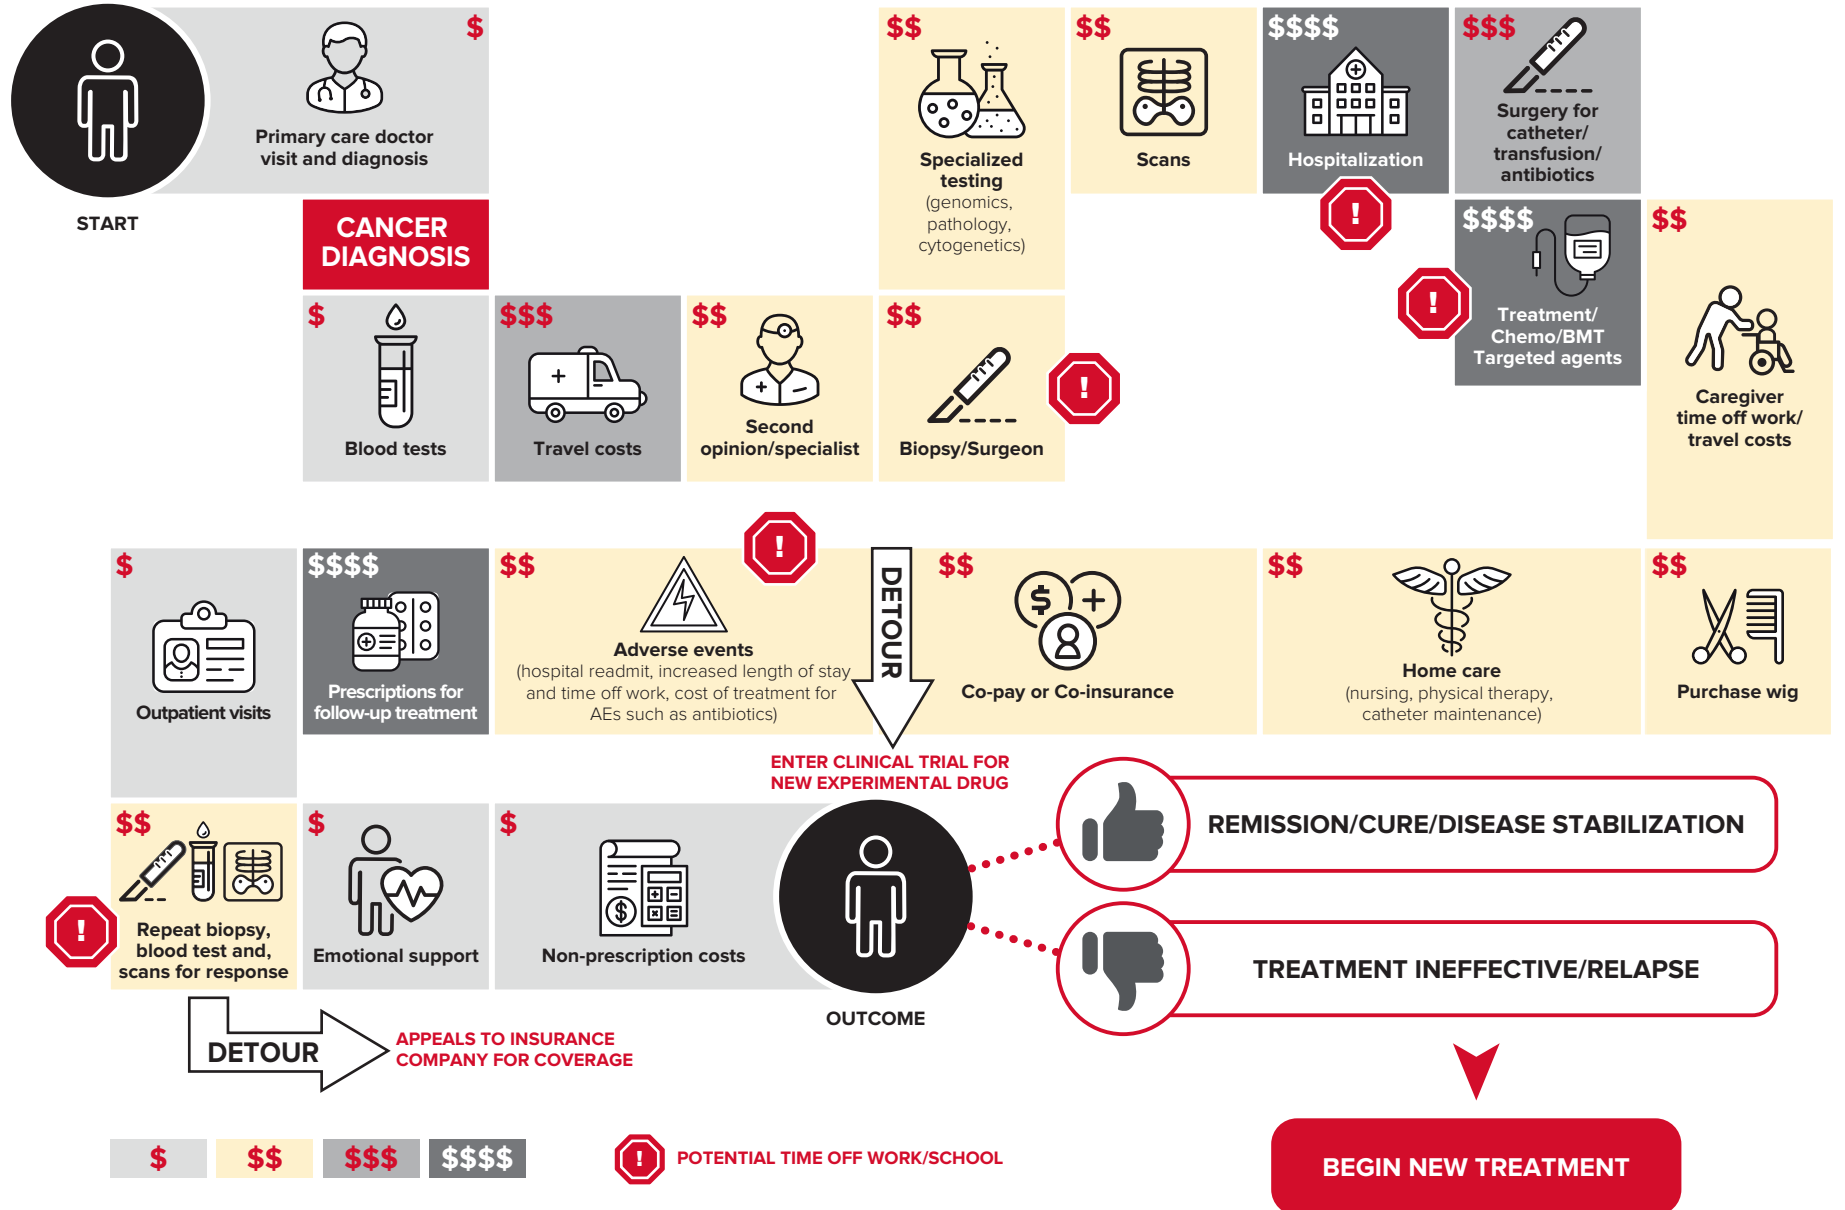 START
$
Primary care doctor
visit and diagnosis
CANCER
DIAGNOSIS
$
Blood tests
$$$
Travel costs
$$
Second
opinion/specialist
$$
Biopsy/Surgeon
!
$$
Specialized
testing
(genomics,
pathology,
cytogenetics)
$$
Scans
$$$$
Hospitalization
!
$$$
Surgery for
catheter/
transfusion/
antibiotics
$$$$
Treatment/
Chemo/BMT
Targeted agents
!
$$
Caregiver
time off work/
travel costs
$$
Purchase wig
$$
Home care
(nursing, physical therapy,
catheter maintenance)
$$
$
Co-pay or Co-insurance
DETOUR
ENTER CLINICAL TRIAL FOR
NEW EXPERIMENTAL DRUG
!
$$
Adverse events
(hospital readmit, increased length of stay
and time off work, cost of treatment for
AEs such as antibiotics)
$$$$
Prescriptions for
follow-up treatment
$
Outpatient visits
$$
!
Repeat biopsy,
blood test and,
scans for response
DETOUR
APPEALS TO INSURANCE
COMPANY FOR COVERAGE
$
Emotional support
$
$
Non-prescription costs
OUTCOME
REMISSION/CURE/DISEASE STABILIZATION
TREATMENT INEFFECTIVE/RELAPSE
BEGIN NEW TREATMENT
$
$$
$$$
$$$$
!
POTENTIAL TIME OFF WORK/SCHOOL